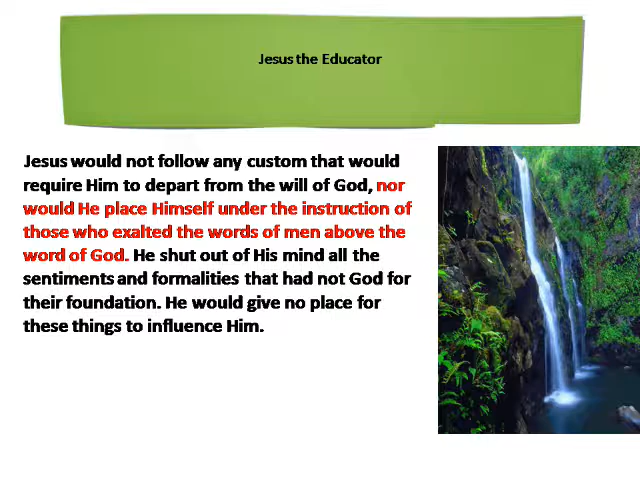 Jesus the Educator
Jesus would not follow any custom that would
require Him to depart from the will of God, nor
would He place Himself under the instruction of
those who exalted the words of men above the
word of God. He shut out of His mind all the
sentiments and formalities that had not God for
their foundation. He would give no place for
these things to influence Him.